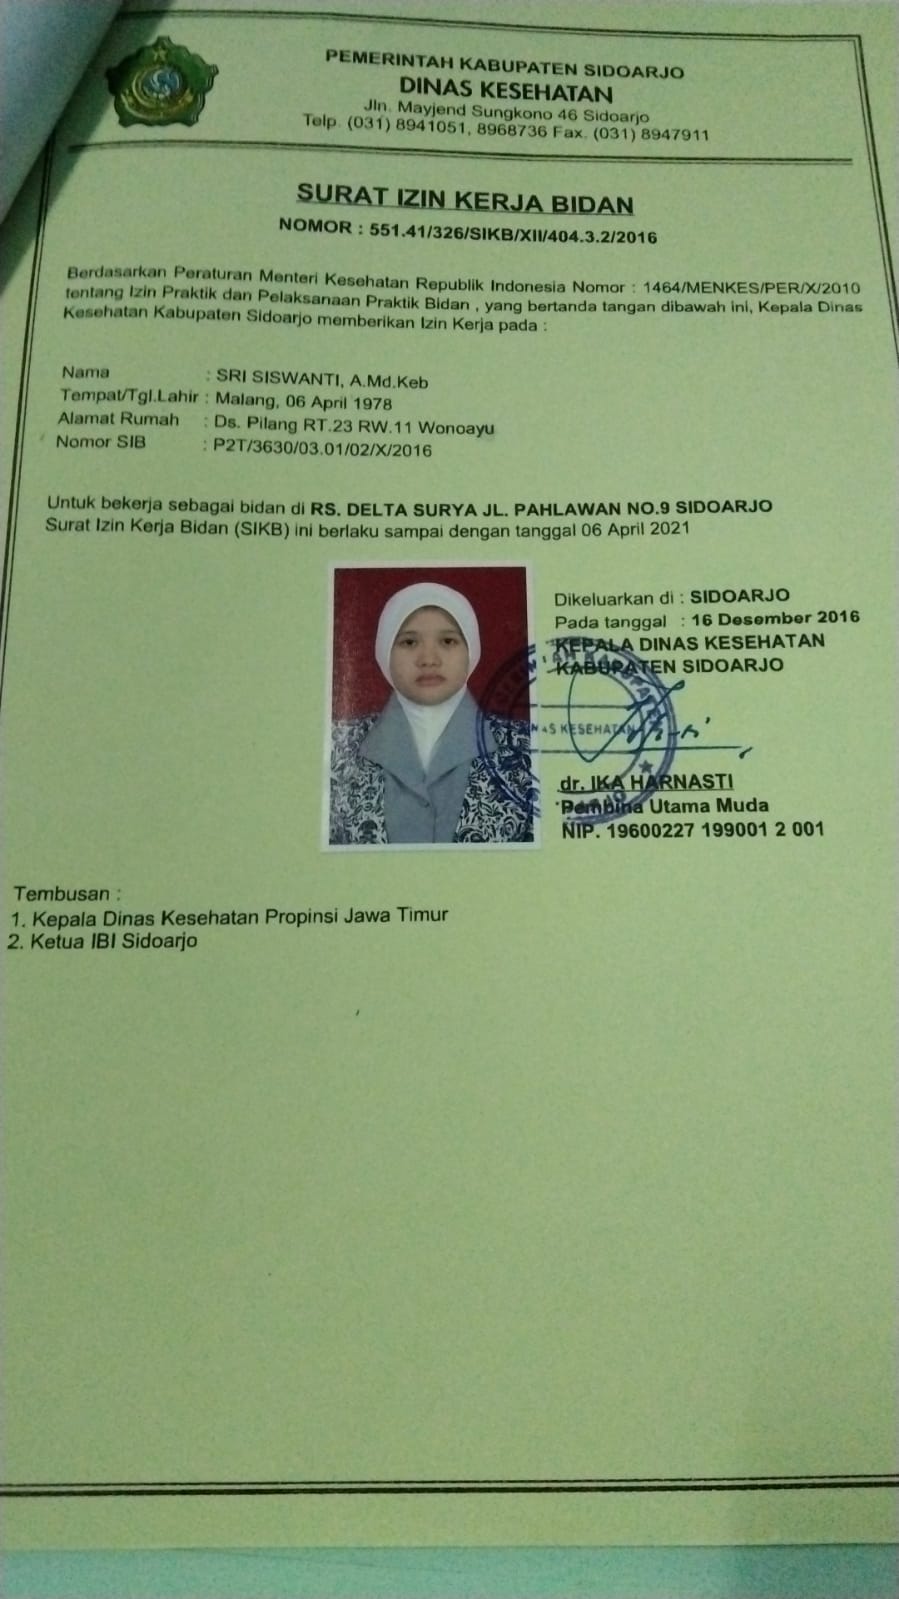 PEMERINTAH KABUPATEN SIDOARJO
DINAS KESEHATAN
Jln. Mayjend Sungkono 46 Sidoarjo
Telp. (031) 8941051, 8968736 Fax. (031) 8947911
SURAT IZIN KERJA BIDAN
NOMOR : 551.41/326/SIKB/XII/404.3.2/2016
Berdasarkan Peraturan Menteri Kesehatan Republik Indonesia Nomor : 1464/MENKES/PER/X/2010
tentang Izin Praktik dan Pelaksanaan Praktik Bidan , yang bertanda tangan dibawah ini, Kepala Dinas
Kesehatan Kabupaten Sidoarjo memberikan Izin Kerja pada :
Nama : SRI SISWANTI, A.Md.Keb
Tempat/Tgl.Lahir : Malang, 06 April 1978
Alamat Rumah : Ds. Pilang RT.23 RW.11 Wonoayu
Nomor SIB : P2T/3630/03.01/02/X/2016
Untuk bekerja sebagai bidan di RS. DELTA SURYA JL. PAHLAWAN NO.9 SIDOARJO
Surat Izin Kerja Bidan (SIKB) ini berlaku sampai dengan tanggal 06 April 2021
Dikeluarkan di : SIDOARJO
Pada tanggal : 16 Desember 2016
KEPALA DINAS KESEHATAN
KABUPATEN SIDOARJO
dr. IKA HARNASTI
Pembina Utama Muda
NIP. 19600227 199001 2 001
Tembusan :
1. Kepala Dinas Kesehatan Propinsi Jawa Timur
2. Ketua IBI Sidoarjo